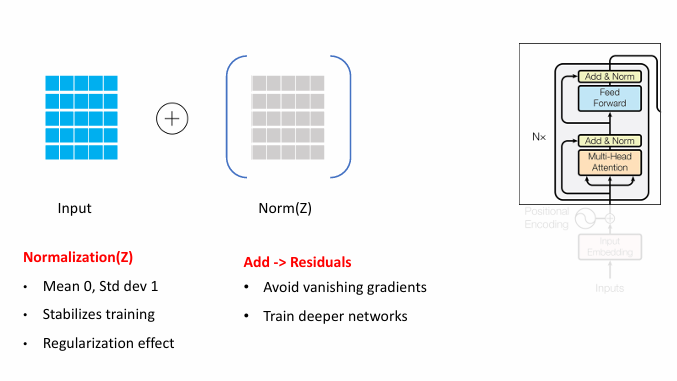 Input
Norm(Z)
Normalization(Z)
• Mean 0, Std dev 1
• Stabilizes training
• Regularization effect
Add -> Residuals
• Avoid vanishing gradients
• Train deeper networks
Add & Norm
Feed
Forward
N×
Add & Norm
Multi-Head
Attention
Positional
Encoding
Input
Embedding
Inputs